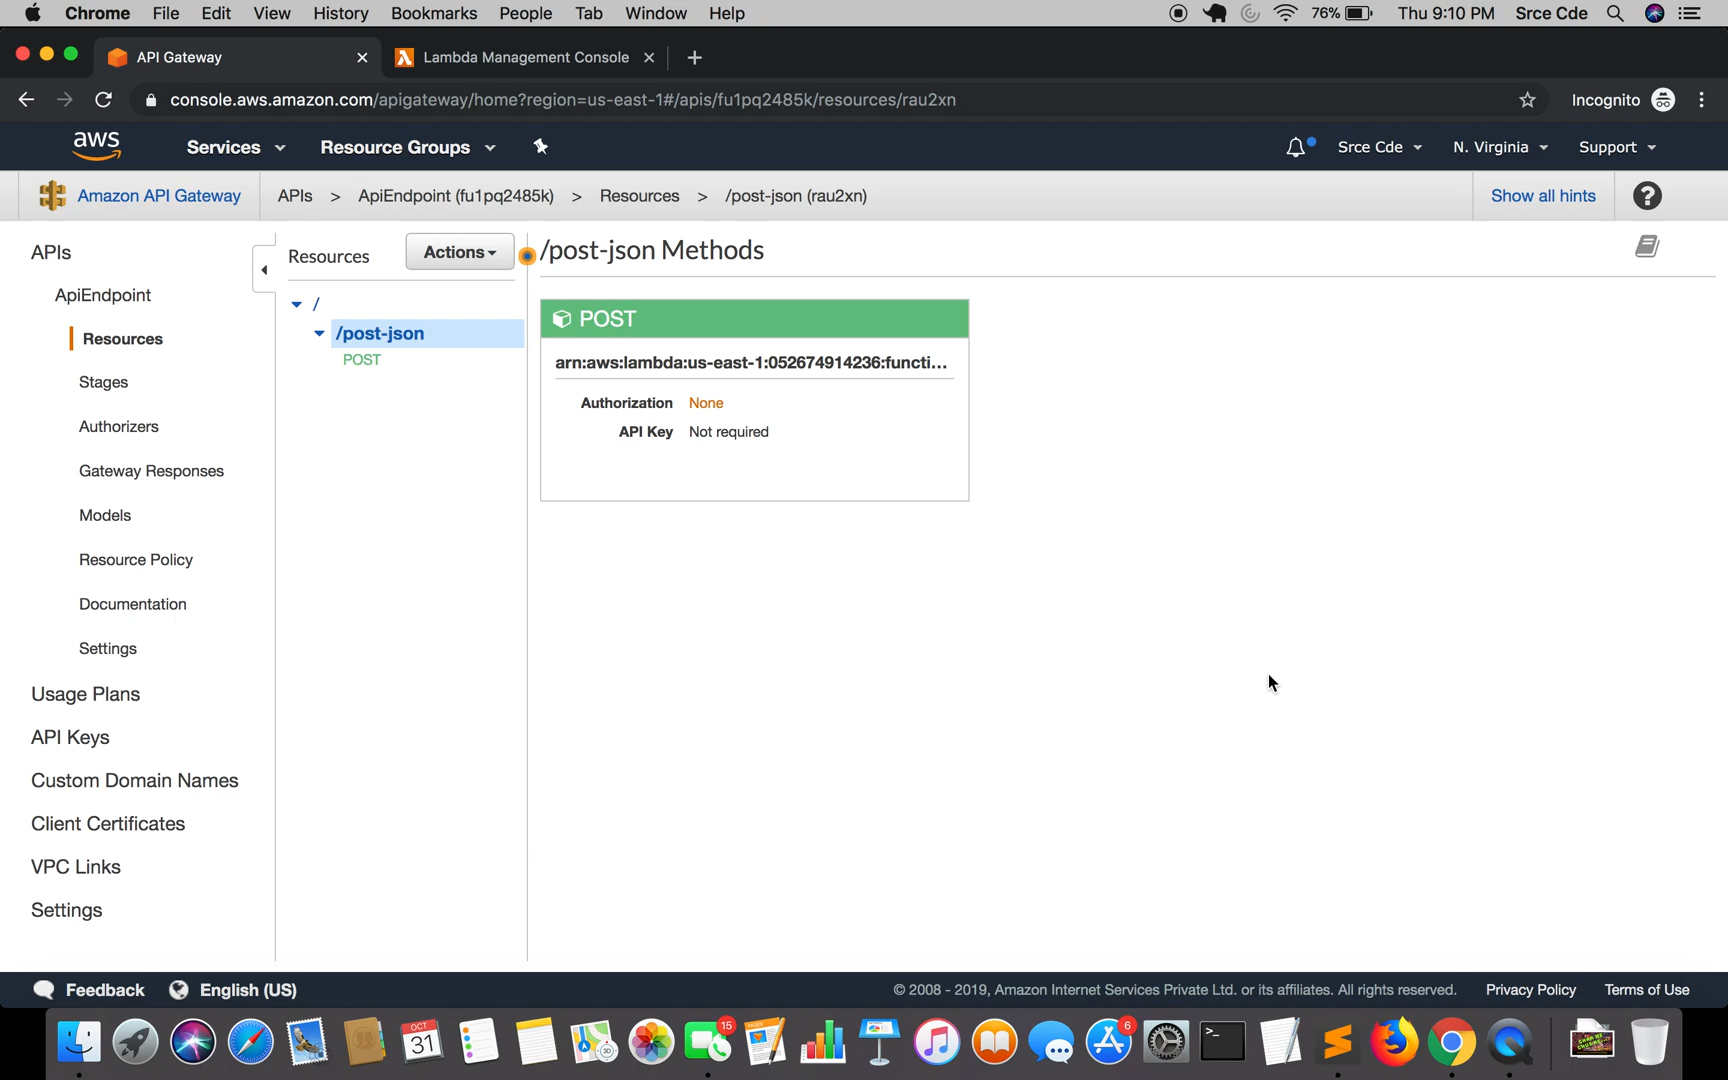 Chrome File Edit View History Bookmarks People Tab Window Help 76% Thu 9:10 PM Srce Cde
API Gateway Lambda Management Console
console.aws.amazon.com/apigateway/home?region=us-east-1#/apis/fu1pq2485k/resources/rau2xn Incognito
aws Services Resource Groups Srce Cde N. Virginia Support
Amazon API Gateway APIs > ApiEndpoint (fu1pq2485k) > Resources > /post-json (rau2xn) Show all hints ?
APIs
ApiEndpoint
Resources
Stages
Authorizers
Gateway Responses
Models
Resource Policy
Documentation
Settings
Usage Plans
API Keys
Custom Domain Names
Client Certificates
VPC Links
Settings
Resources Actions
/
/post-json
POST
/post-json Methods
POST
arn:aws:lambda:us-east-1:052674914236:functi...
Authorization None
API Key Not required
Feedback English (US) © 2008 - 2019, Amazon Internet Services Private Ltd. or its affiliates. All rights reserved. Privacy Policy Terms of Use
OCT
31
15
6